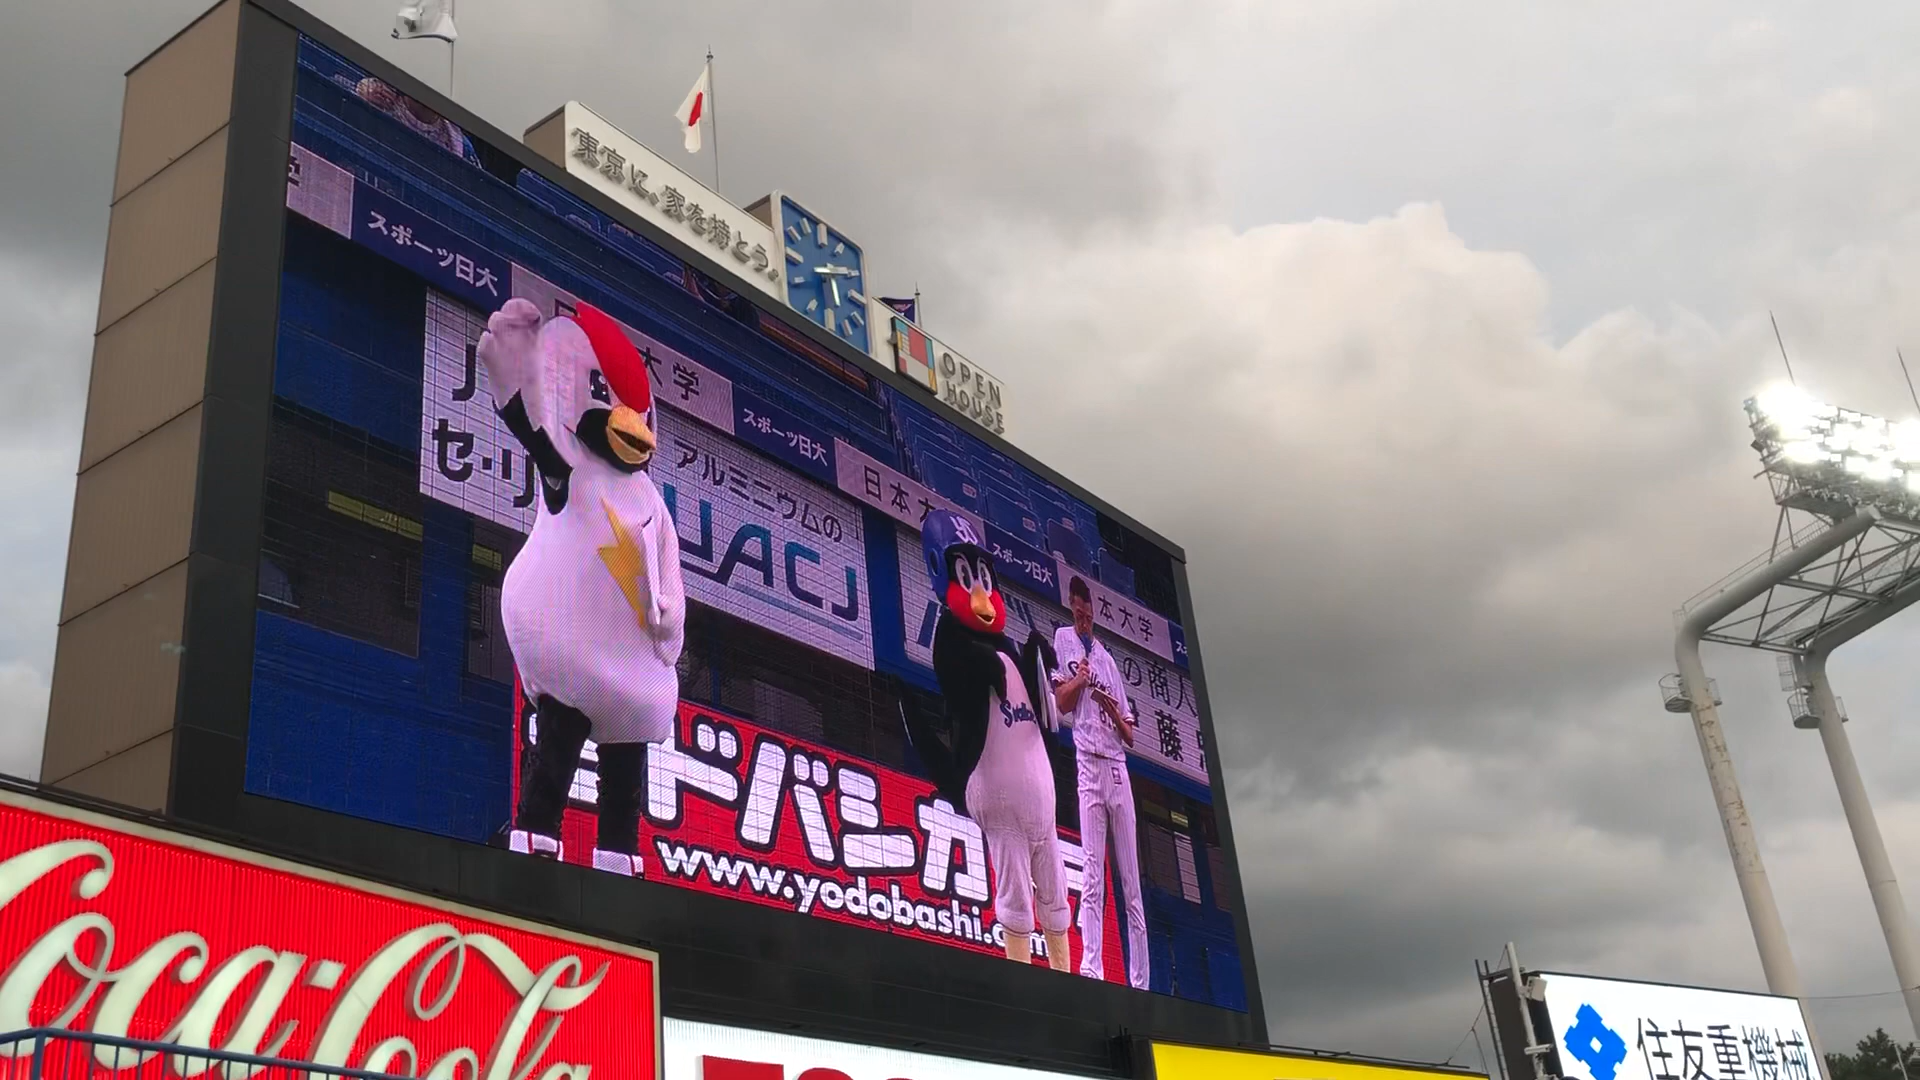 東京に、家を持とう。
OPEN
HOUSE
スポーツ日大
大学
スポーツ日大
日本大
スポーツ日大
本大学
セ・リ
アルミニウムの
UACJ
の商人
藤
Swallows
ドバシカ
www.yodobashi.com
Coca-Cola
住友重機械